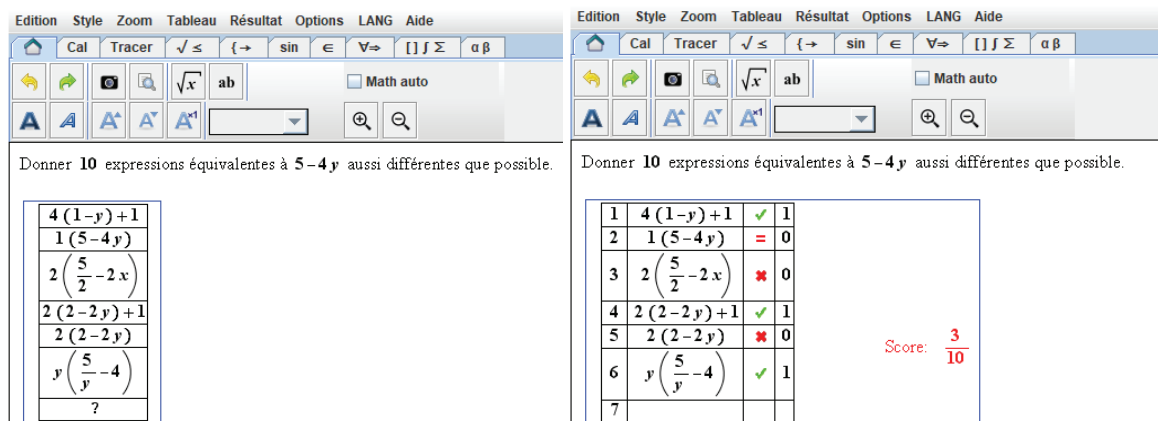 Edition Style Zoom Tableau Résultat Options LANG Aide
Cal Tracer √ ≤ { → sin ∈ ∀⇒ [ ] ∫ Σ α β
√x ab Math auto
A A A A A×1
Donner 10 expressions équivalentes à 5 – 4 y aussi différentes que possible.
4 (1–y)+1
1 (5–4 y)
2 (5/2 –2 x)
2 (2–2 y)+1
2 (2–2 y)
y (5/y –4)
?
Edition Style Zoom Tableau Résultat Options LANG Aide
Cal Tracer √ ≤ { → sin ∈ ∀⇒ [ ] ∫ Σ α β
√x ab Math auto
A A A A A×1
Donner 10 expressions équivalentes à 5 – 4 y aussi différentes que possible.
1 4 (1–y)+1 ✓ 1
2 1 (5–4 y) = 0
3 2 (5/2 –2 x) ✖ 0
4 2 (2–2 y)+1 ✓ 1
5 2 (2–2 y) ✖ 0
6 y (5/y –4) ✓ 1
7
Score: 3/10